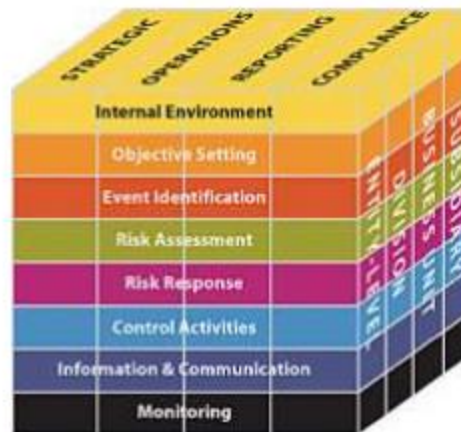 STRATEGIC
OPERATIONS
REPORTING
COMPLIANCE
Internal Environment
Objective Setting
Event Identification
Risk Assessment
Risk Response
Control Activities
Information & Communication
Monitoring
ENTITY-LEVEL
DIVISION
BUSINESS UNIT
SUBSIDIARY